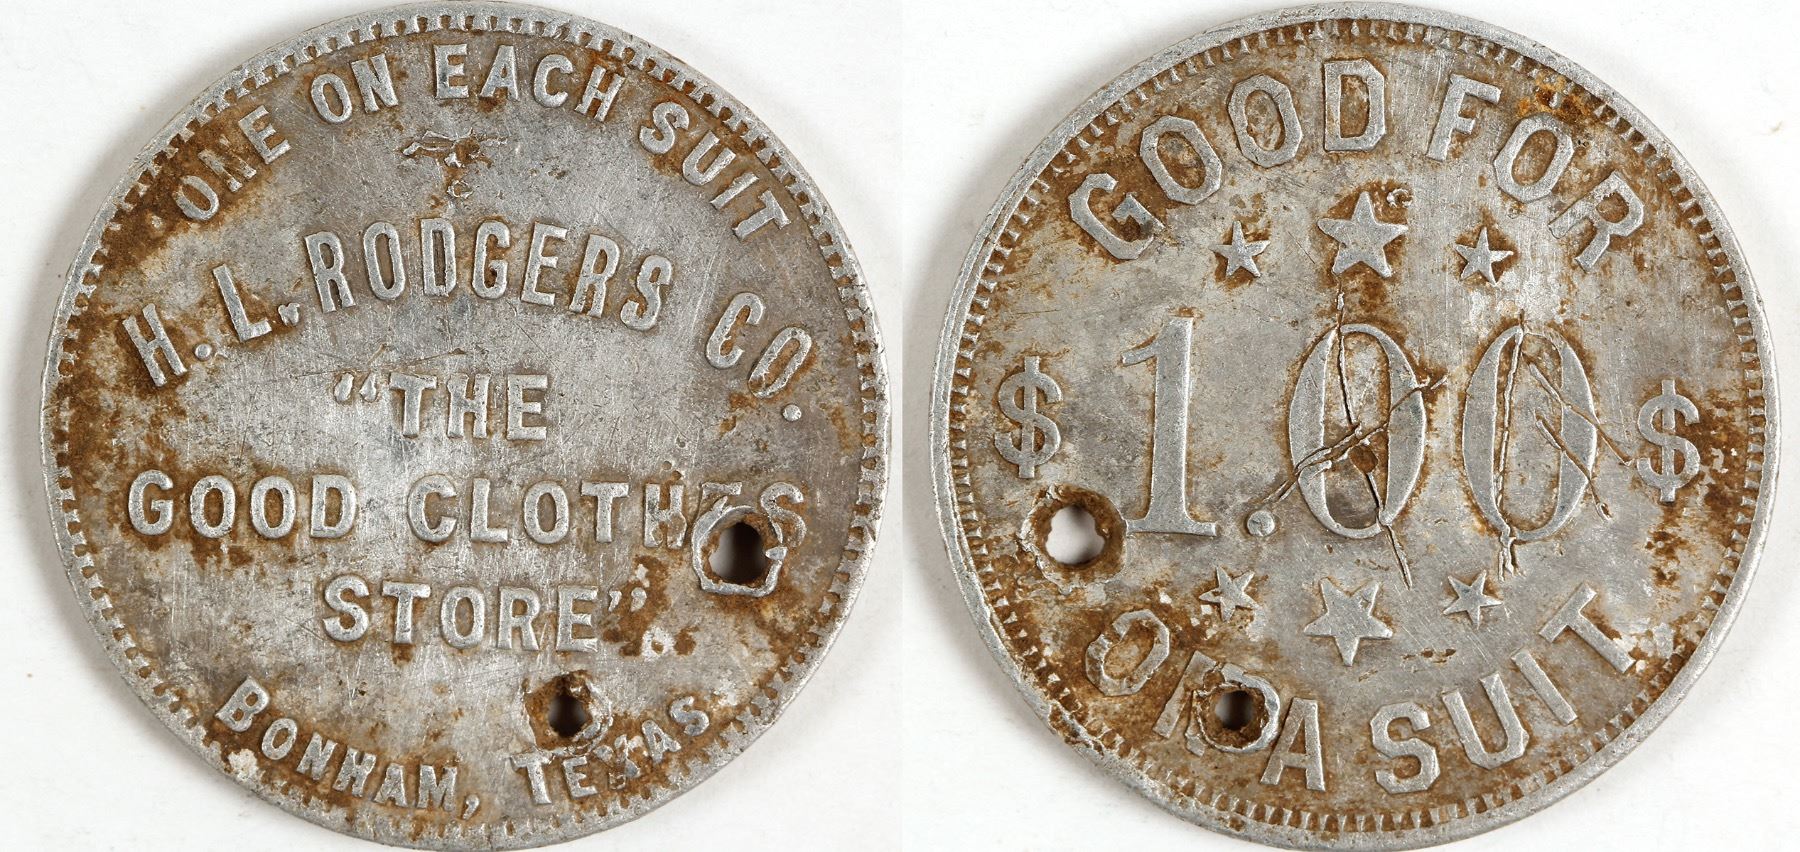 ONE ON EACH SUIT
H. L. RODGERS CO.
"THE
GOOD CLOTHES
STORE"
BONHAM, TEXAS
GOOD FOR
$ 1.00 $
ON A SUIT